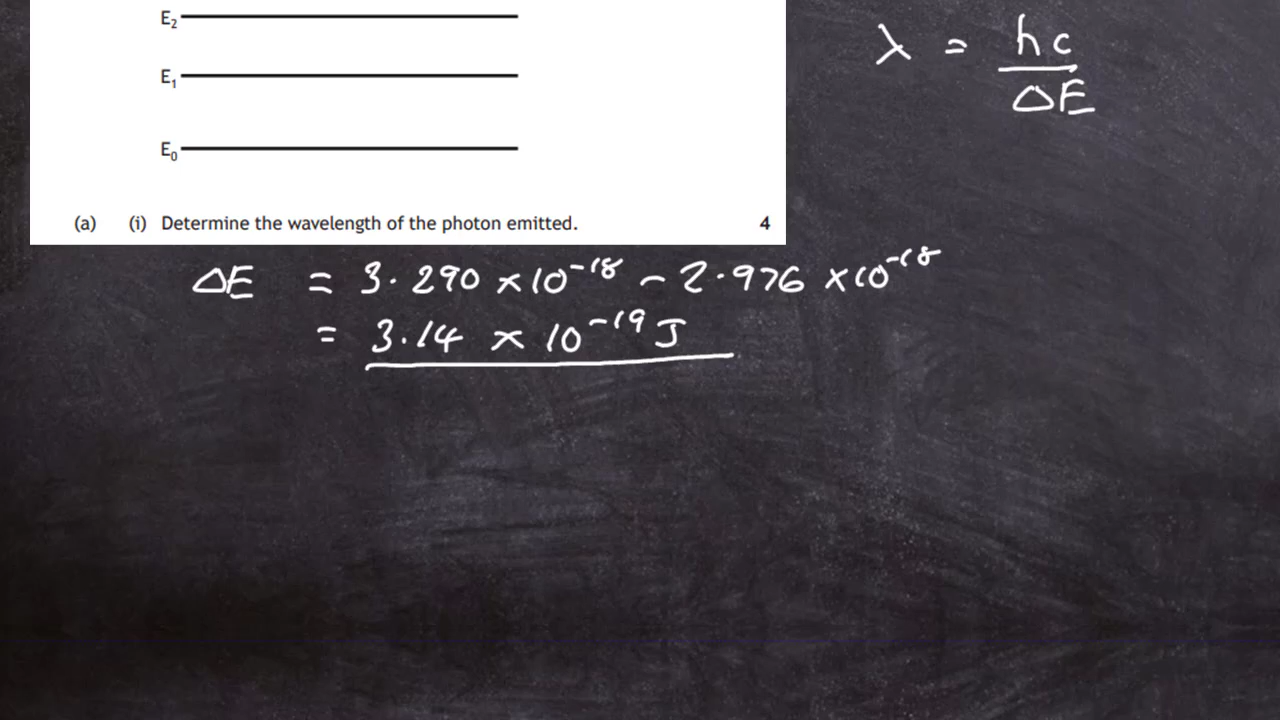 E₂
E₁
E₀
(a) (i) Determine the wavelength of the photon emitted. 4
λ = hc / ΔE
ΔE = 3.290 × 10⁻¹⁸ − 2.976 × 10⁻¹⁸
= 3.14 × 10⁻¹⁹ J